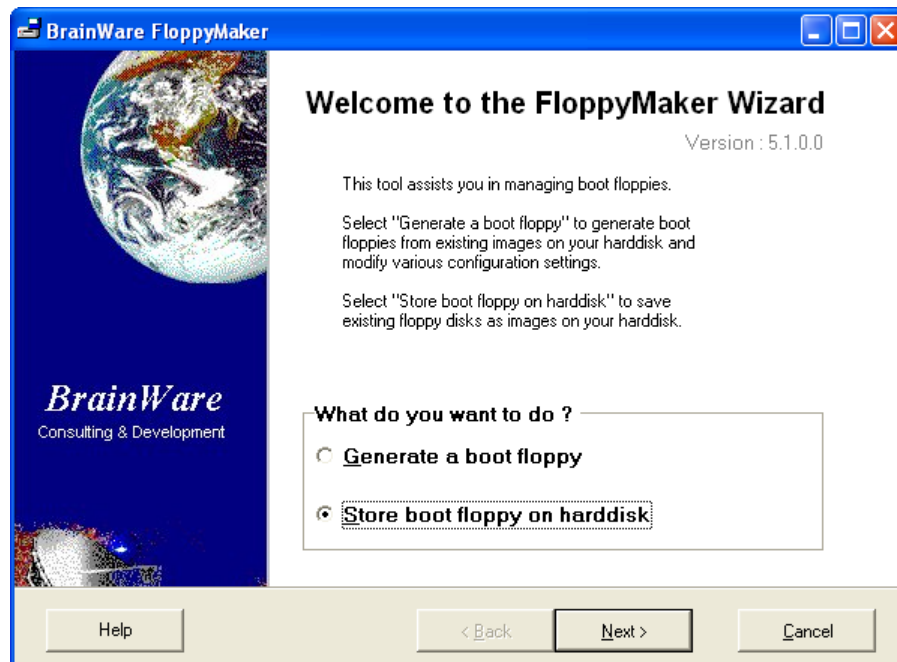 BrainWare FloppyMaker
Welcome to the FloppyMaker Wizard
Version : 5.1.0.0
This tool assists you in managing boot floppies.
Select "Generate a boot floppy" to generate boot
floppies from existing images on your harddisk and
modify various configuration settings.
Select "Store boot floppy on harddisk" to save
existing floppy disks as images on your harddisk.
BrainWare
Consulting & Development
What do you want to do ?
Generate a boot floppy
Store boot floppy on harddisk
Help
< Back
Next >
Cancel